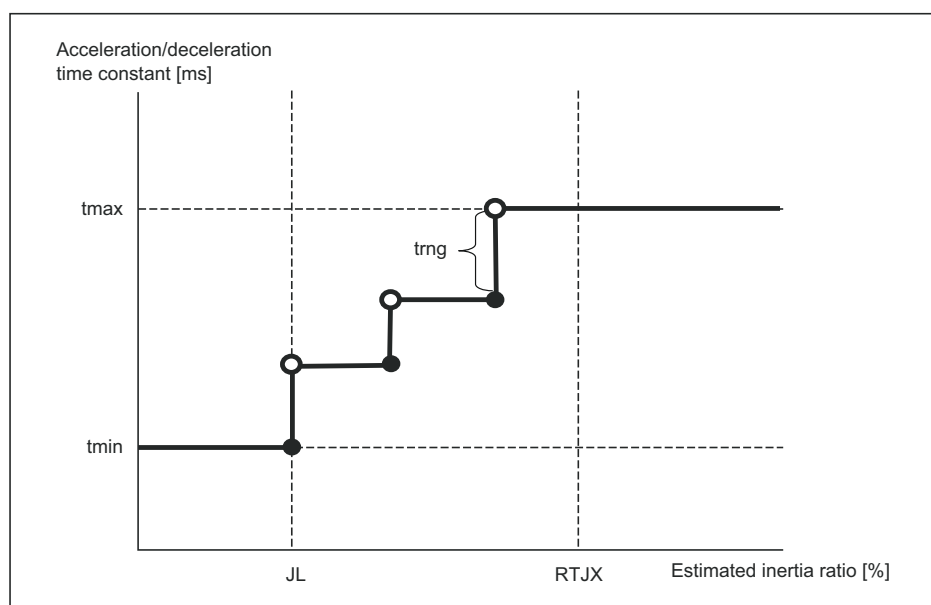 Acceleration/deceleration
time constant [ms]
tmax
trng
tmin
JL
RTJX
Estimated inertia ratio [%]